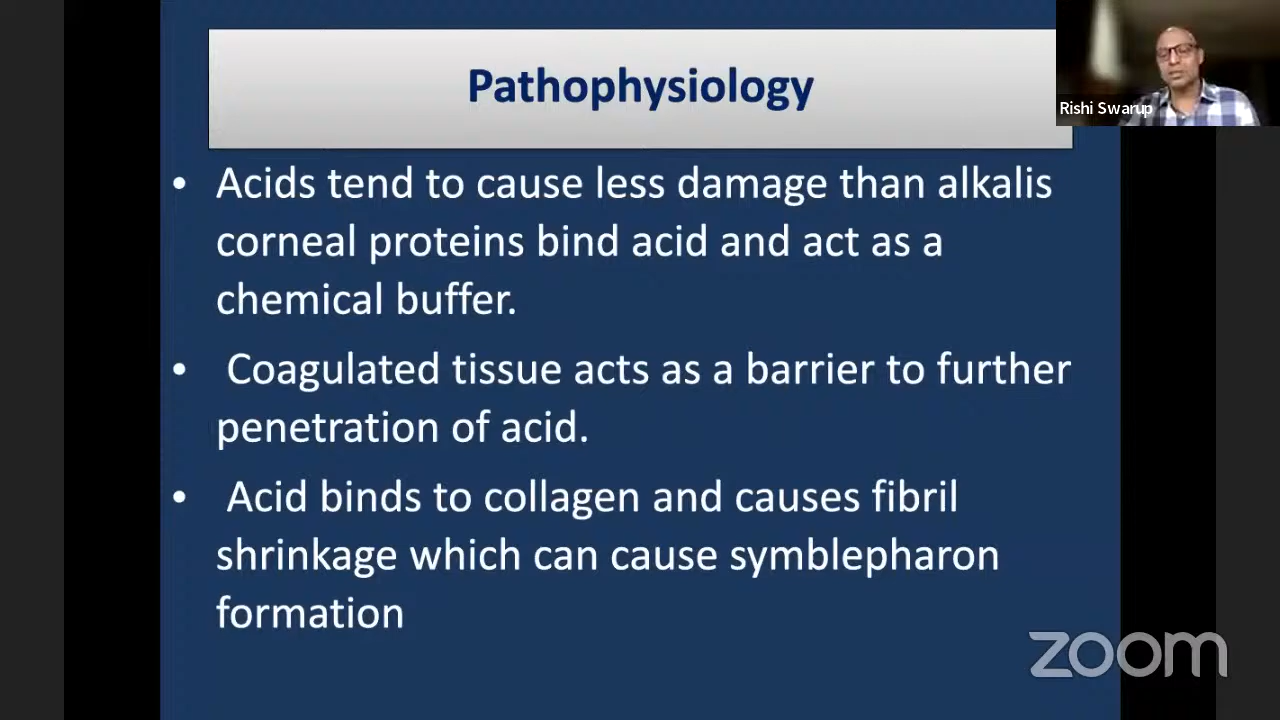 Pathophysiology
Rishi Swarup
• Acids tend to cause less damage than alkalis
corneal proteins bind acid and act as a
chemical buffer.
• Coagulated tissue acts as a barrier to further
penetration of acid.
• Acid binds to collagen and causes fibril
shrinkage which can cause symblepharon
formation
zoom